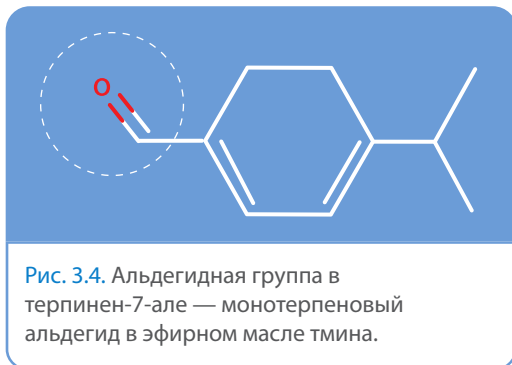 O
Рис. 3.4. Альдегидная группа в
терпинен-7-але — монотерпеновый
альдегид в эфирном масле тмина.